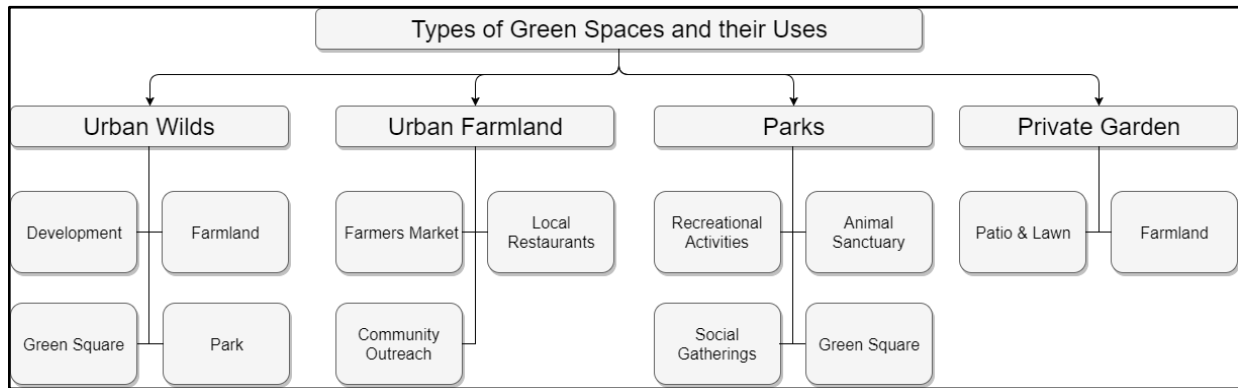 Types of Green Spaces and their Uses
Urban Wilds
Urban Farmland
Parks
Private Garden
Development
Farmland
Farmers Market
Local
Restaurants
Recreational
Activities
Animal
Sanctuary
Patio & Lawn
Farmland
Green Square
Park
Community
Outreach
Social
Gatherings
Green Square